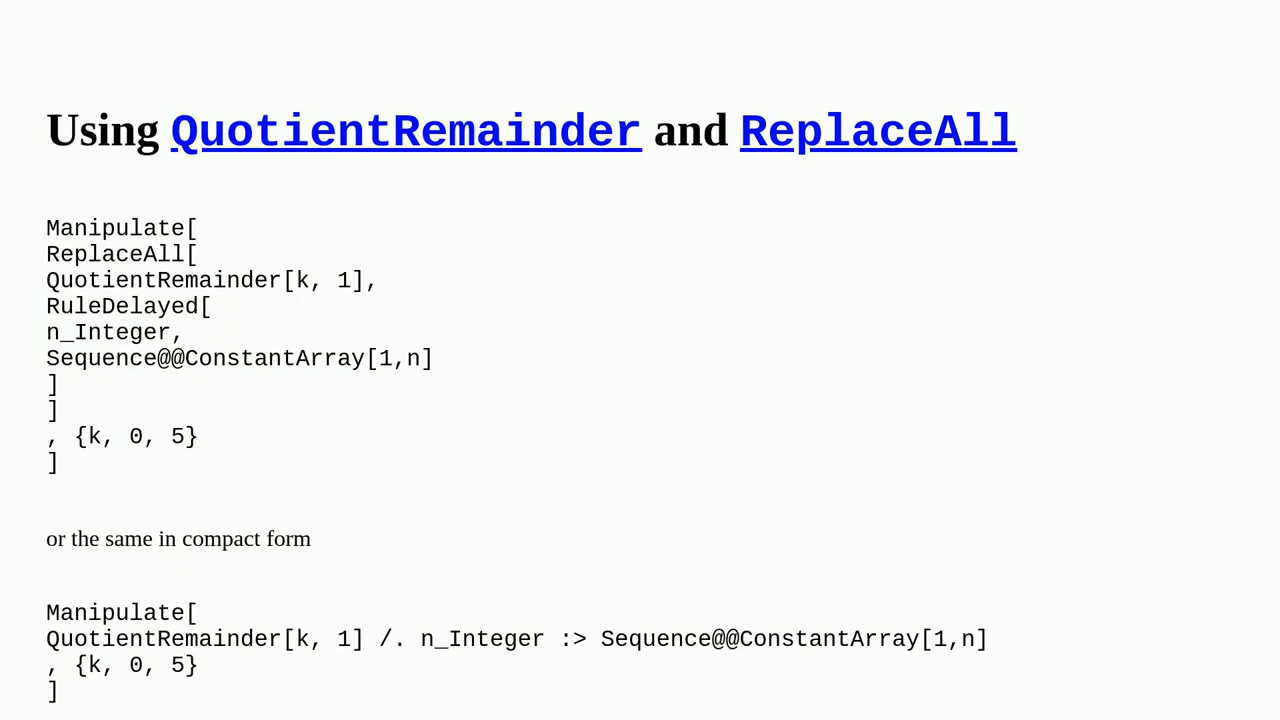 Using QuotientRemainder and ReplaceAll
Manipulate[
ReplaceAll[
QuotientRemainder[k, 1],
RuleDelayed[
n_Integer,
Sequence@@ConstantArray[1,n]
]
]
, {k, 0, 5}
]
or the same in compact form
Manipulate[
QuotientRemainder[k, 1] /. n_Integer :> Sequence@@ConstantArray[1,n]
, {k, 0, 5}
]